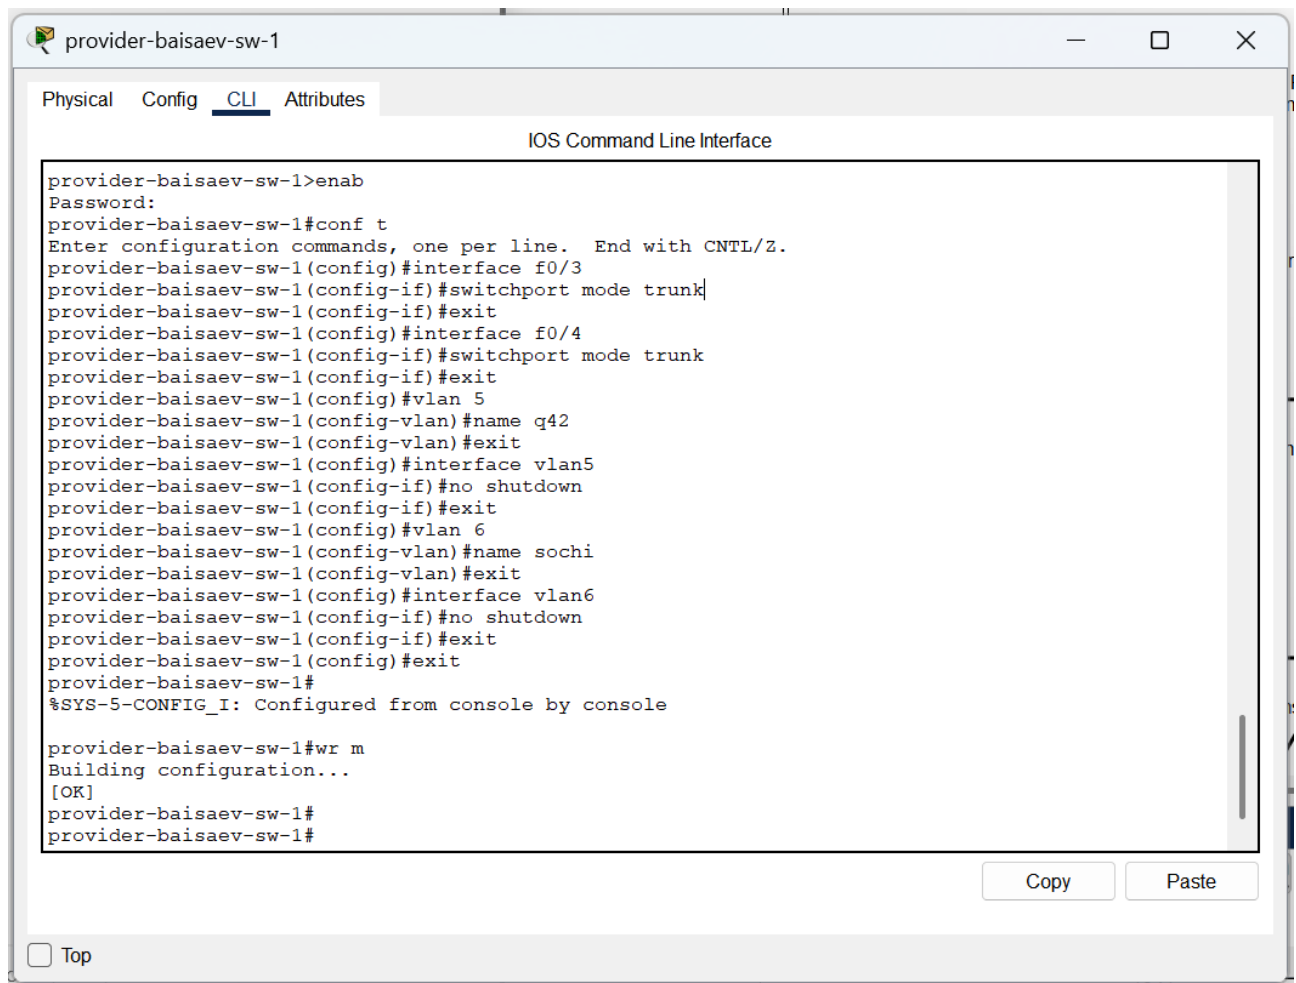 provider-baisaev-sw-1
Physical Config CLI Attributes
IOS Command Line Interface
provider-baisaev-sw-1>enab
Password:
provider-baisaev-sw-1#conf t
Enter configuration commands, one per line.  End with CNTL/Z.
provider-baisaev-sw-1(config)#interface f0/3
provider-baisaev-sw-1(config-if)#switchport mode trunk
provider-baisaev-sw-1(config-if)#exit
provider-baisaev-sw-1(config)#interface f0/4
provider-baisaev-sw-1(config-if)#switchport mode trunk
provider-baisaev-sw-1(config-if)#exit
provider-baisaev-sw-1(config)#vlan 5
provider-baisaev-sw-1(config-vlan)#name q42
provider-baisaev-sw-1(config-vlan)#exit
provider-baisaev-sw-1(config)#interface vlan5
provider-baisaev-sw-1(config-if)#no shutdown
provider-baisaev-sw-1(config-if)#exit
provider-baisaev-sw-1(config)#vlan 6
provider-baisaev-sw-1(config-vlan)#name sochi
provider-baisaev-sw-1(config-vlan)#exit
provider-baisaev-sw-1(config)#interface vlan6
provider-baisaev-sw-1(config-if)#no shutdown
provider-baisaev-sw-1(config-if)#exit
provider-baisaev-sw-1(config)#exit
provider-baisaev-sw-1#
%SYS-5-CONFIG_I: Configured from console by console
provider-baisaev-sw-1#wr m
Building configuration...
[OK]
provider-baisaev-sw-1#
provider-baisaev-sw-1#
Copy Paste
Top